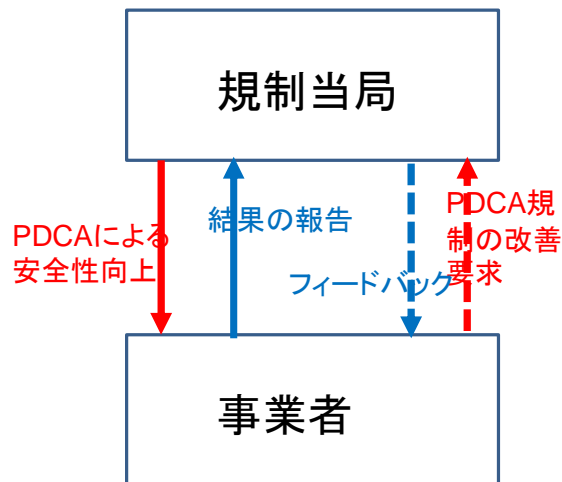 規制当局
PDCAによる
安全性向上
結果の報告
フィードバック
PDCA規
制の改善
要求
事業者